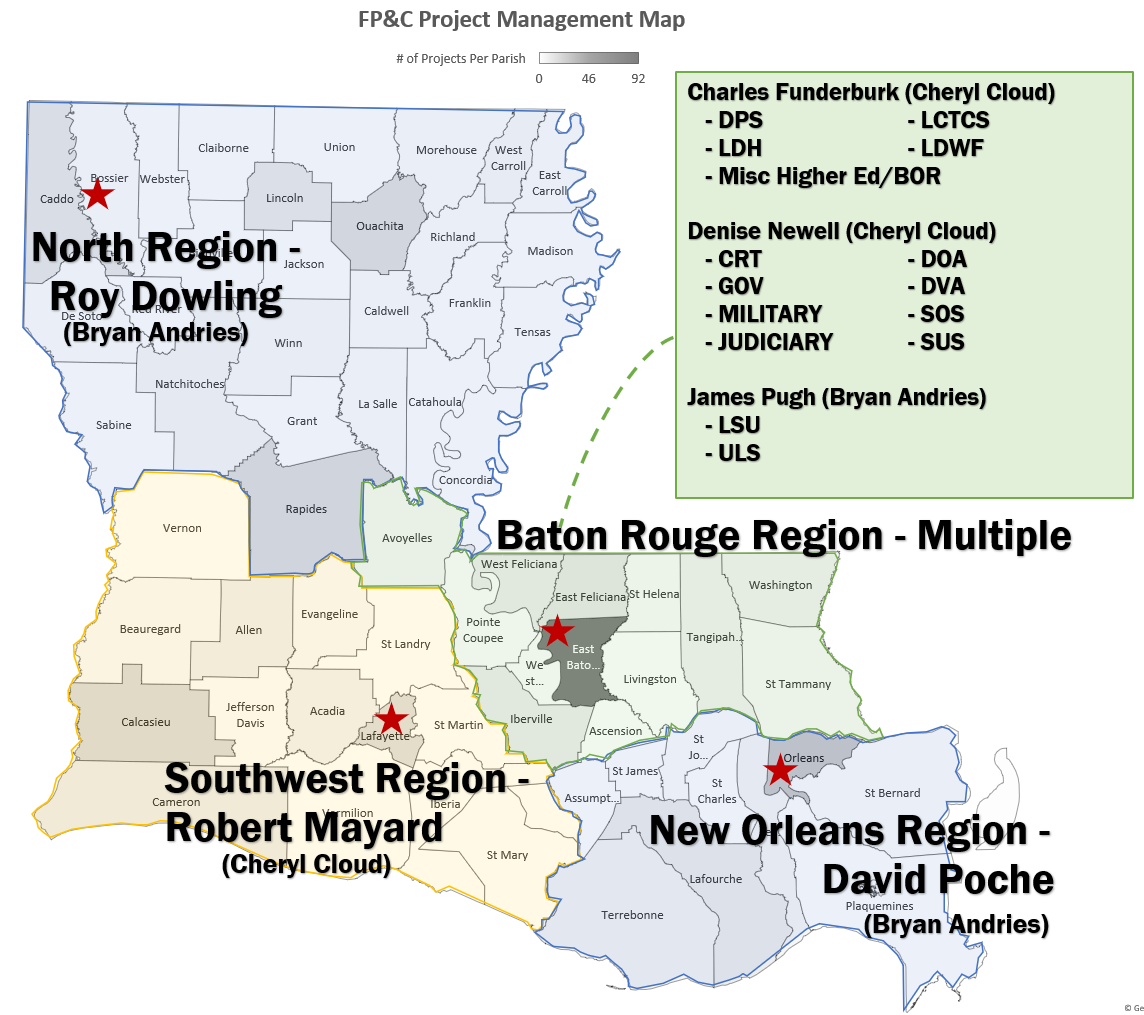 FP&C Project Management Map
# of Projects Per Parish
0 46 92
Charles Funderburk (Cheryl Cloud)
- DPS - LCTCS
- LDH - LDWF
- Misc Higher Ed/BOR
Denise Newell (Cheryl Cloud)
- CRT - DOA
- GOV - DVA
- MILITARY - SOS
- JUDICIARY - SUS
James Pugh (Bryan Andries)
- LSU
- ULS
Claiborne
Union
Morehouse
West
Carroll
East
Carroll
Bossier
Webster
Caddo
Lincoln
Ouachita
Richland
Madison
North Region -
Roy Dowling
(Bryan Andries)
Jackson
De Soto
Red River
Caldwell
Franklin
Tensas
Winn
Natchitoches
La Salle
Catahoula
Sabine
Grant
Concordia
Rapides
Vernon
Avoyelles
Baton Rouge Region - Multiple
West Feliciana
East Feliciana
St Helena
Washington
Pointe
Coupee
East
Bato...
Tangipah...
We
st...
Livingston
St Tammany
Iberville
Ascension
Beauregard
Allen
Evangeline
St Landry
Calcasieu
Jefferson
Davis
Acadia
Lafayette
St Martin
Southwest Region -
Robert Mayard
(Cheryl Cloud)
Cameron
Vermilion
Iberia
St Mary
St
Jo...
St James
Assumpt...
St
Charles
Orleans
St Bernard
New Orleans Region -
David Poche
(Bryan Andries)
Lafourche
Terrebonne
Plaquemines
© Ge